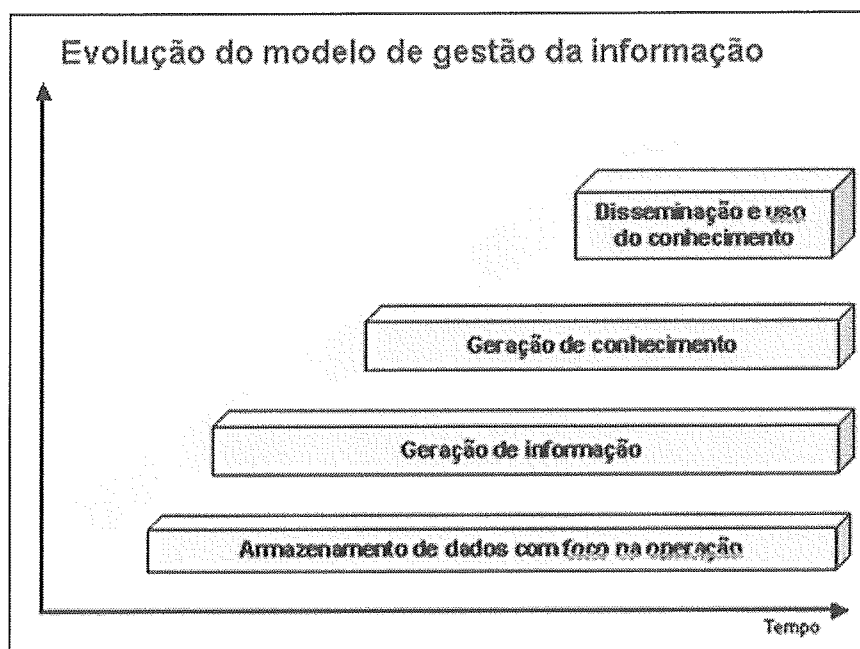 Evolução do modelo de gestão da informação
Disseminação e uso
do conhecimento
Geração de conhecimento
Geração de informação
Armazenamento de dados com foco na operação
Tempo